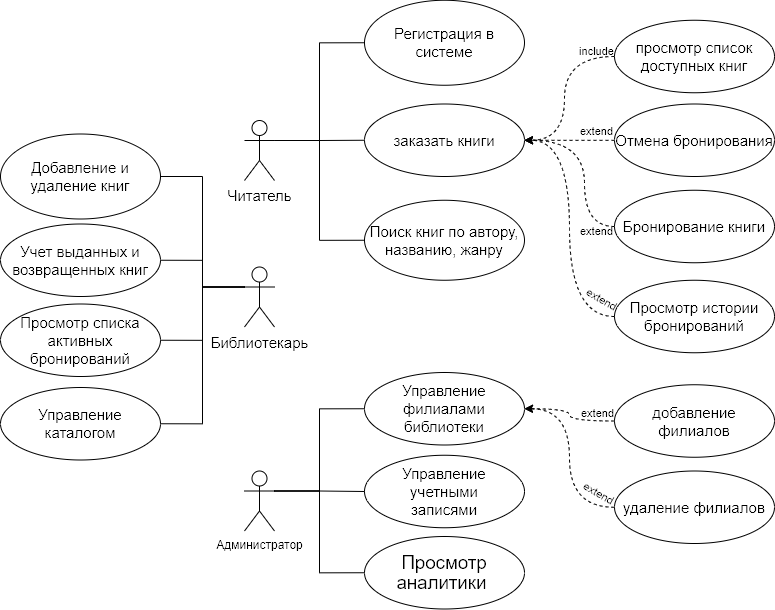 Регистрация в
системе
include
просмотр список
доступных книг
заказать книги
extend
Отмена бронирования
Читатель
Добавление и
удаление книг
Поиск книг по автору,
названию, жанру
extend
Бронирование книги
Учет выданных и
возвращенных книг
extend
Просмотр истории
бронирований
Библиотекарь
Просмотр списка
активных
бронирований
Управление
каталогом
Управление
филиалами
библиотеки
extend
добавление
филиалов
Управление
учетными
записями
extend
удаление филиалов
Администратор
Просмотр
аналитики